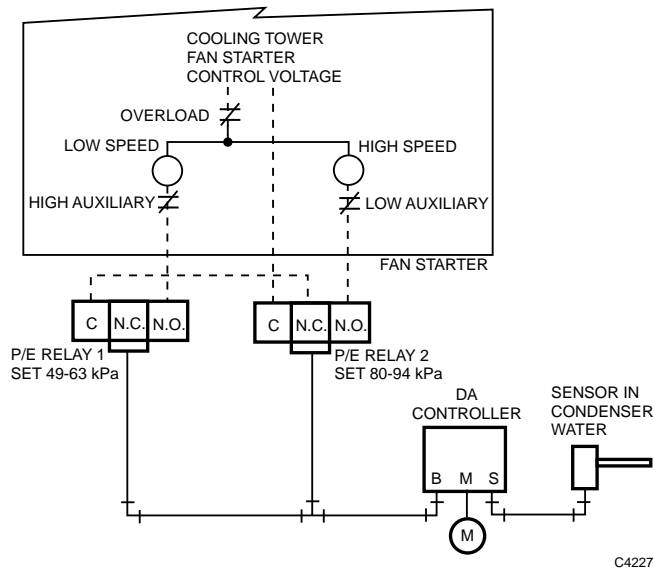 COOLING TOWER
FAN STARTER
CONTROL VOLTAGE
OVERLOAD
LOW SPEED
HIGH SPEED
HIGH AUXILIARY
LOW AUXILIARY
FAN STARTER
C N.C. N.O.
C N.C. N.O.
P/E RELAY 1
SET 49-63 kPa
P/E RELAY 2
SET 80-94 kPa
DA
CONTROLLER
SENSOR IN
CONDENSER
WATER
B M S
M
C4227